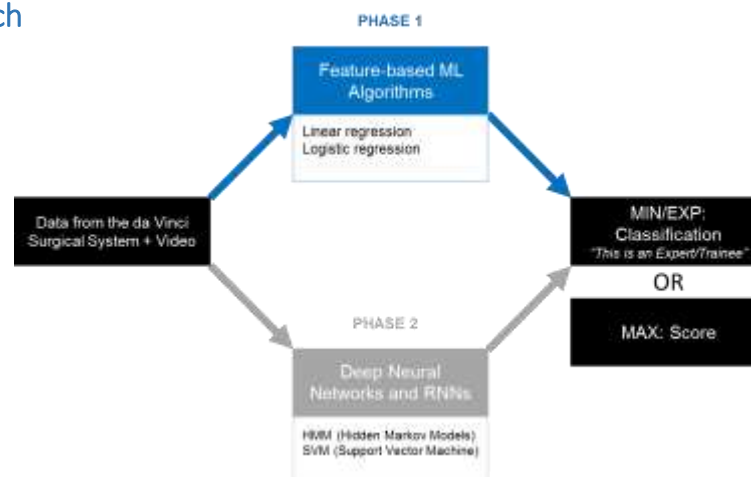 ch
PHASE 1
Feature-based ML
Algorithms
Linear regression
Logistic regression
Data from the da Vinci
Surgical System + Video
MIN/EXP:
Classification
"This is an Expert/Trainee"
OR
MAX: Score
PHASE 2
Deep Neural
Networks and RNNs
HMM (Hidden Markov Models)
SVM (Support Vector Machine)